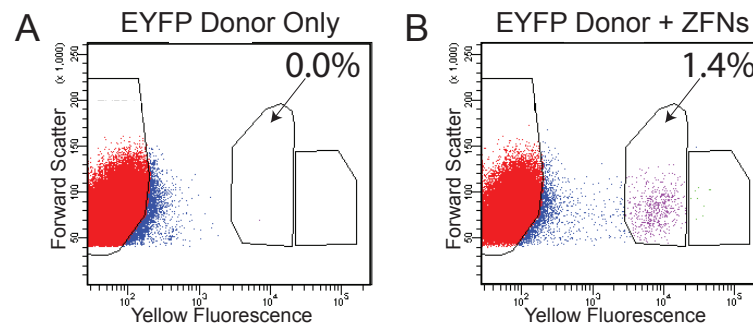 A
EYFP Donor Only
0.0%
Forward Scatter
(x 1,000)
250
200
150
100
50
10² 10³ 10⁴ 10⁵
Yellow Fluorescence
B
EYFP Donor + ZFNs
1.4%
Forward Scatter
(x 1,000)
250
200
150
100
50
10² 10³ 10⁴ 10⁵
Yellow Fluorescence